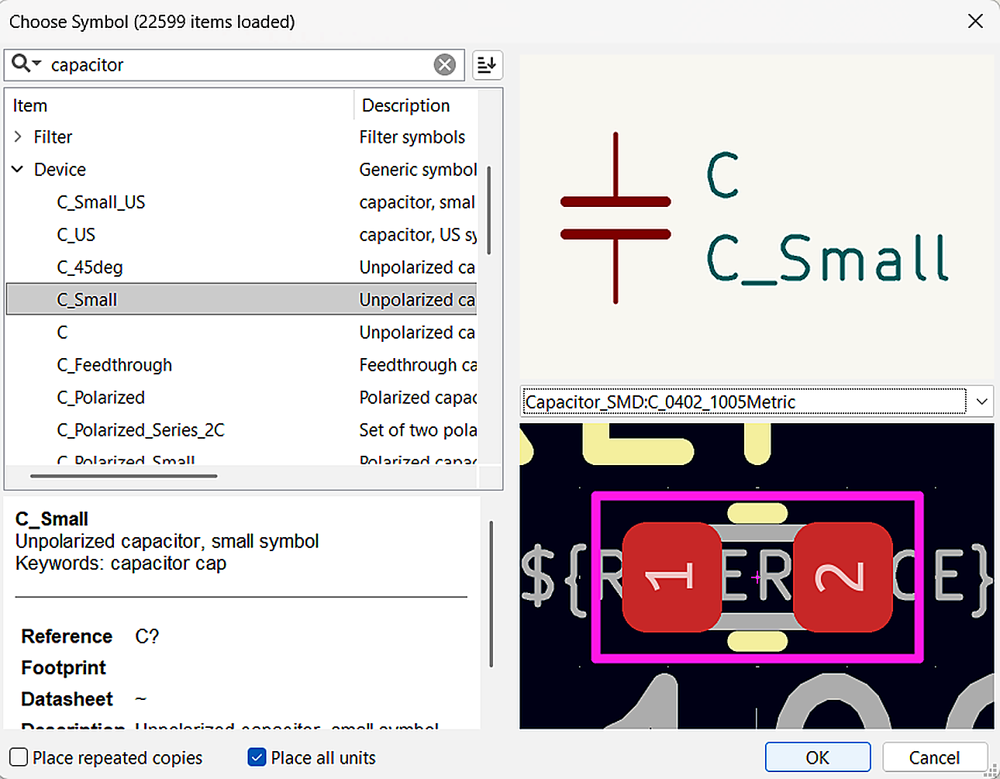 Choose Symbol (22599 items loaded)
capacitor
Item Description
Filter Filter symbols
Device Generic symbol
C_Small_US capacitor, smal
C_US capacitor, US sy
C_45deg Unpolarized ca
C_Small Unpolarized ca
C Unpolarized ca
C_Feedthrough Feedthrough ca
C_Polarized Polarized capac
C_Polarized_Series_2C Set of two pola
C_Polarized_Small Polarized capac
C_Small
Unpolarized capacitor, small symbol
Keywords: capacitor cap
Reference C?
Footprint
Datasheet ~
Description Unpolarized capacitor, small symbol
Place repeated copies
Place all units
C
C_Small
Capacitor_SMD:C_0402_1005Metric
${R ER CE}
1 2
OK
Cancel